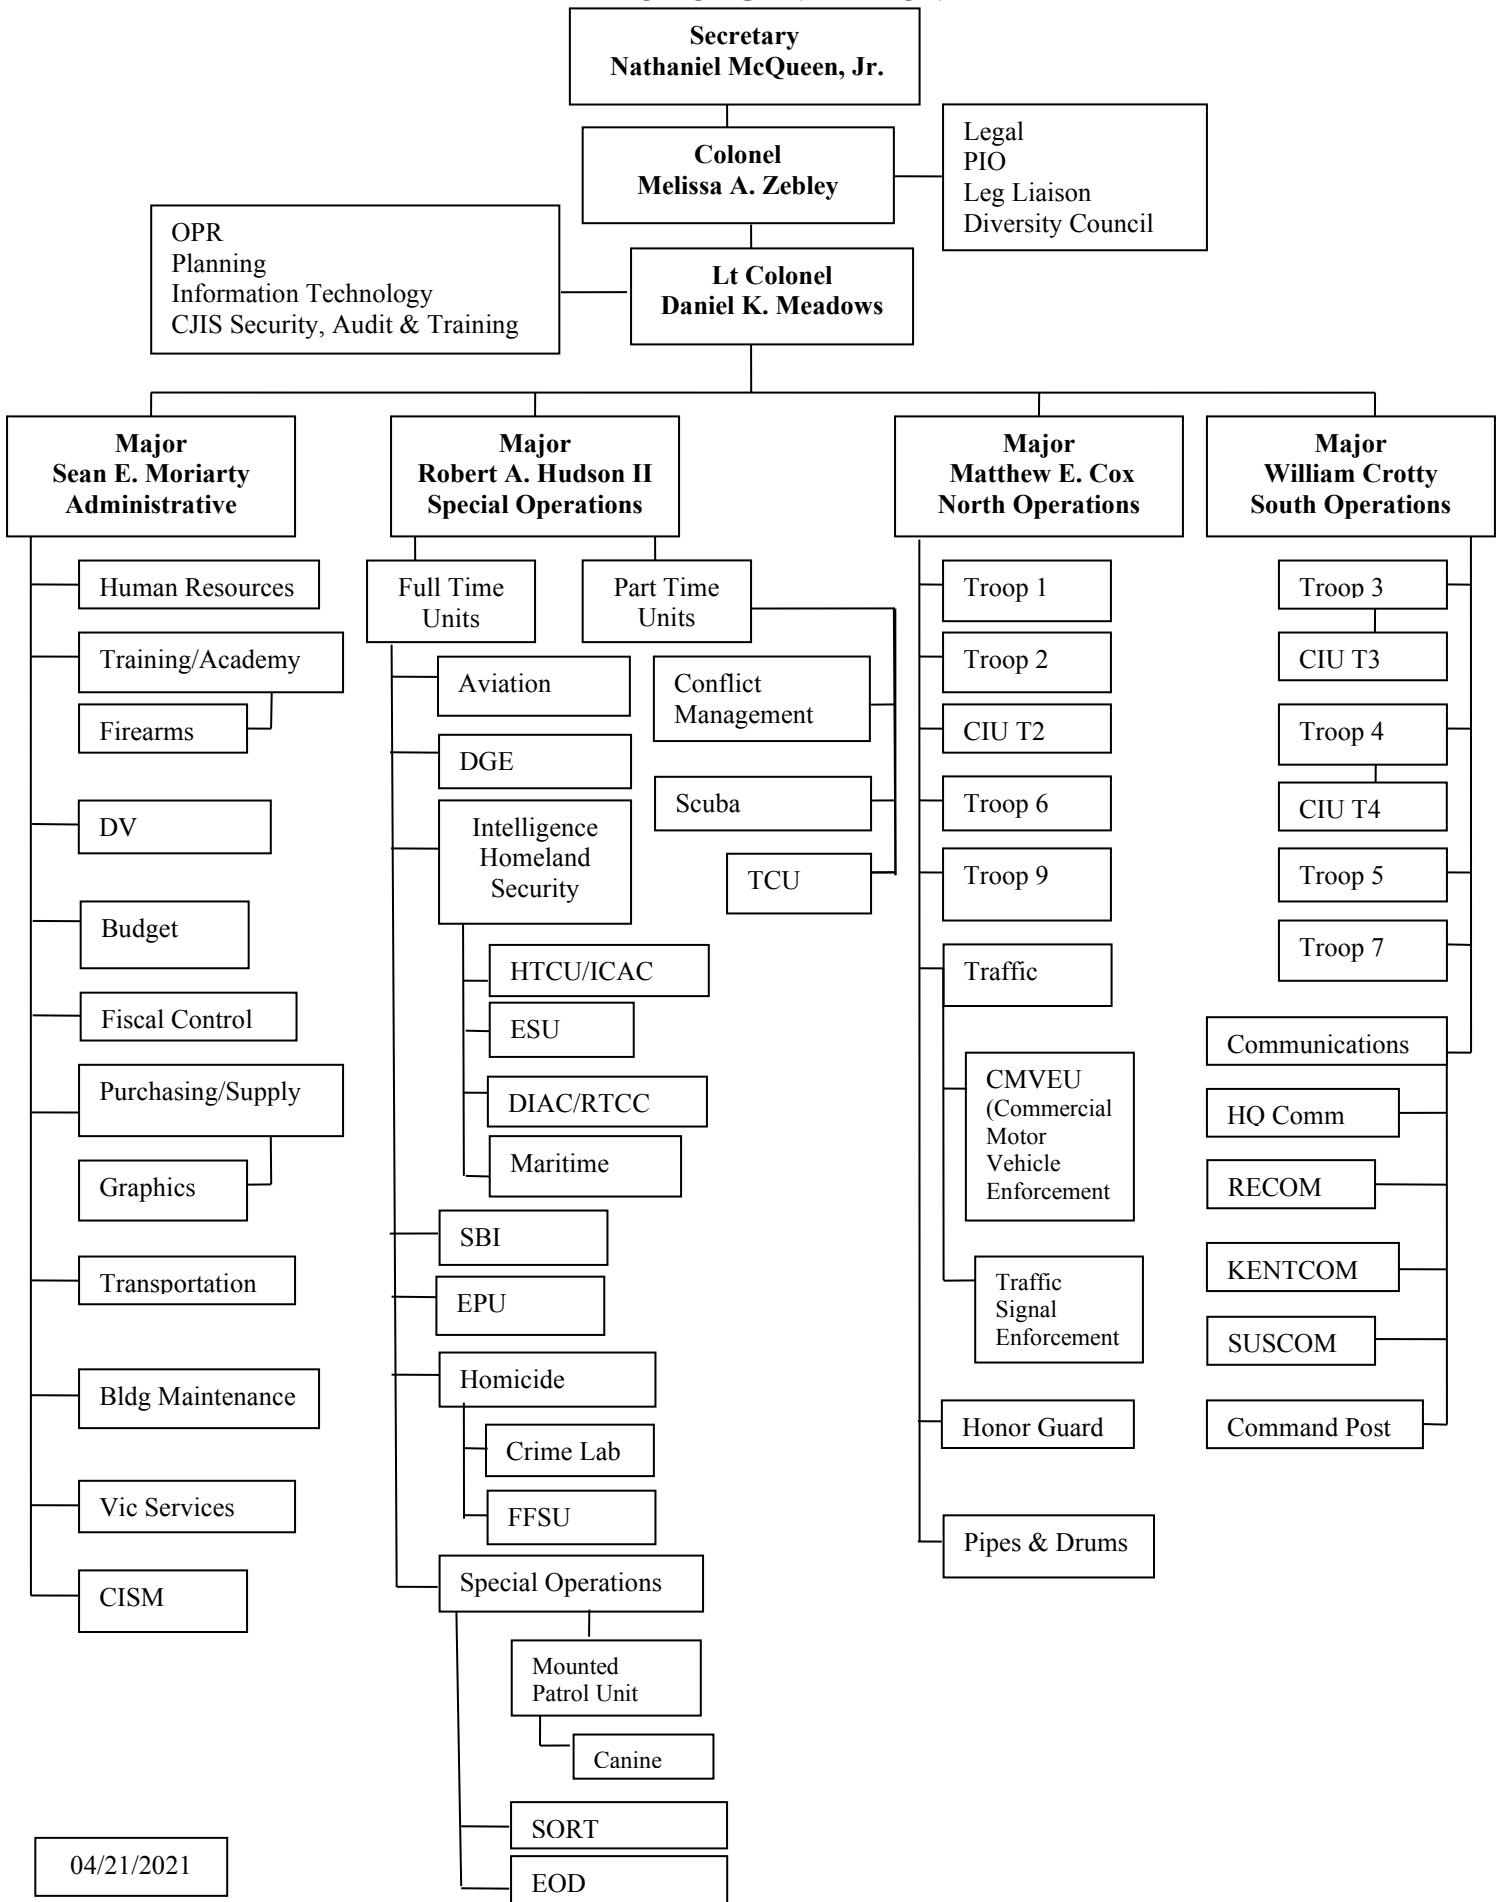 Secretary
Nathaniel McQueen, Jr.
Colonel
Melissa A. Zebley
Legal
PIO
Leg Liaison
Diversity Council
OPR
Planning
Information Technology
CJIS Security, Audit & Training
Lt Colonel
Daniel K. Meadows
Major
Sean E. Moriarty
Administrative
Human Resources
Training/Academy
Firearms
DV
Budget
Fiscal Control
Purchasing/Supply
Graphics
Transportation
Bldg Maintenance
Vic Services
CISM
Major
Robert A. Hudson II
Special Operations
Full Time
Units
Aviation
DGE
Intelligence
Homeland
Security
HTCU/ICAC
ESU
DIAC/RTCC
Maritime
SBI
EPU
Homicide
Crime Lab
FFSU
Special Operations
Mounted
Patrol Unit
Canine
SORT
EOD
Part Time
Units
Conflict
Management
Scuba
TCU
Major
Matthew E. Cox
North Operations
Troop 1
Troop 2
CIU T2
Troop 6
Troop 9
Traffic
CMVEU
(Commercial
Motor
Vehicle
Enforcement
Traffic
Signal
Enforcement
Honor Guard
Pipes & Drums
Major
William Crotty
South Operations
Troop 3
CIU T3
Troop 4
CIU T4
Troop 5
Troop 7
Communications
HQ Comm
RECOM
KENTCOM
SUSCOM
Command Post
04/21/2021